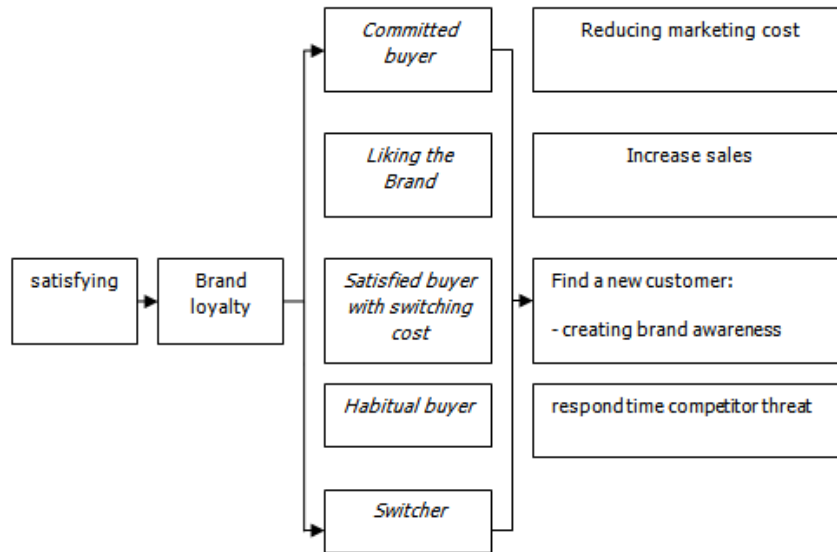 satisfying
Brand
loyalty
Committed
buyer
Liking the
Brand
Satisfied buyer
with switching
cost
Habitual buyer
Switcher
Reducing marketing cost
Increase sales
Find a new customer:
- creating brand awareness
respond time competitor threat